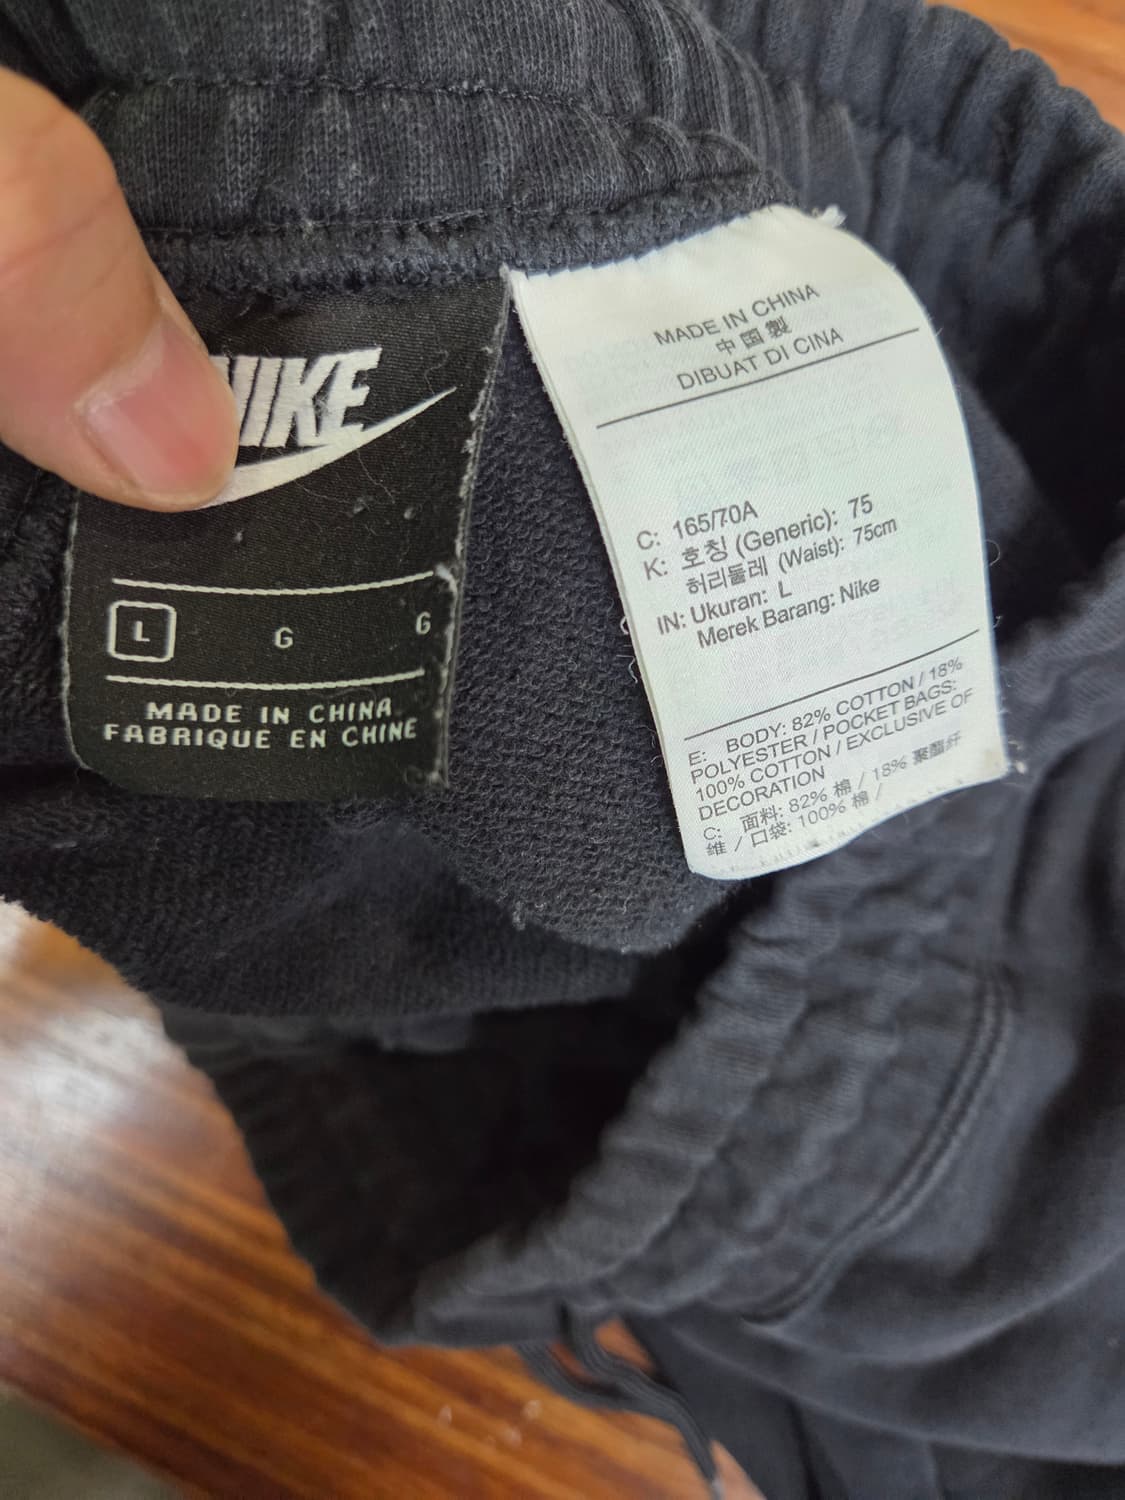 NIKE
L G G
MADE IN CHINA
FABRIQUE EN CHINE
MADE IN CHINA
中 國 製
DIBUAT DI CINA
C: 165/70A
K: 호칭 (Generic): 75
허리둘레 (Waist): 75cm
IN: Ukuran: L
Merek Barang: Nike
E: BODY: 82% COTTON / 18%
POLYESTER / POCKET BAGS:
100% COTTON / EXCLUSIVE OF
DECORATION
C: 面料: 82% 棉 / 18% 聚酯纤
维 / 口袋: 100% 棉 /